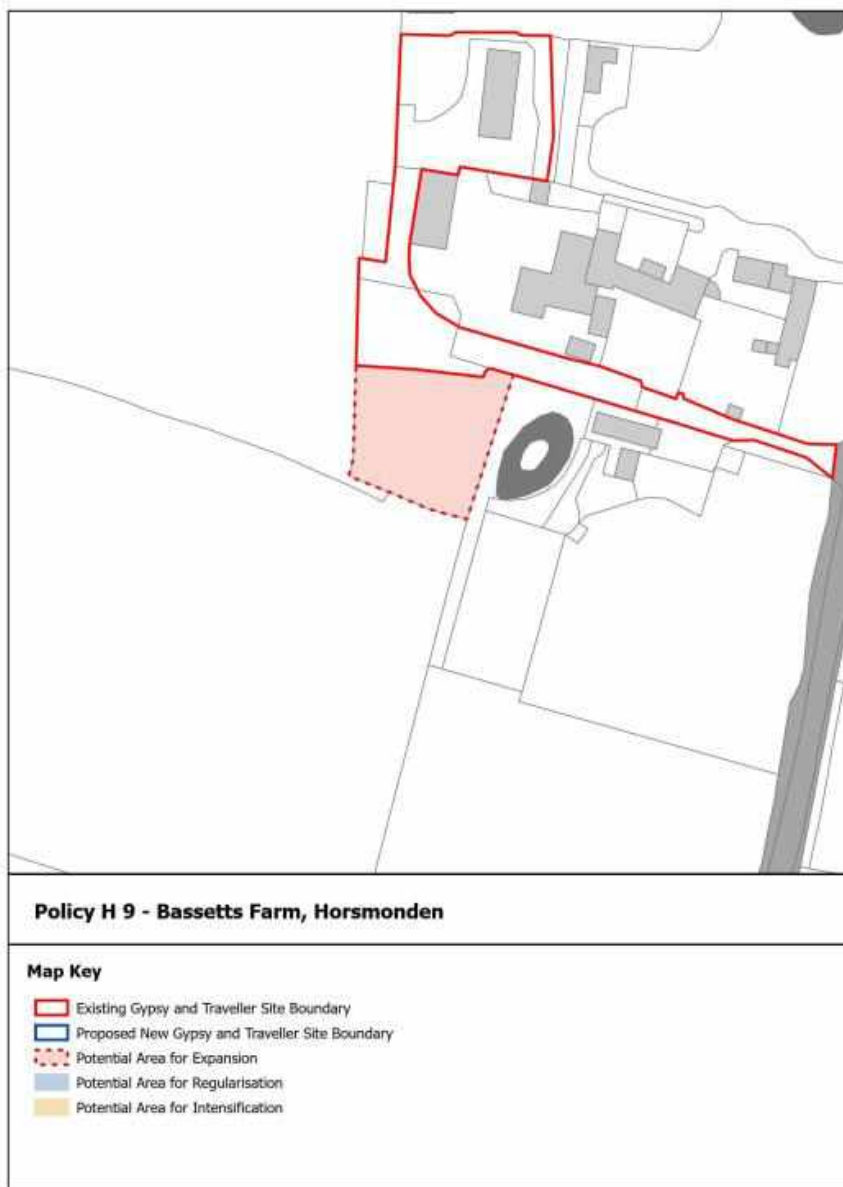 Policy H 9 - Bassetts Farm, Horsmonden
Map Key
Existing Gypsy and Traveller Site Boundary
Proposed New Gypsy and Traveller Site Boundary
Potential Area for Expansion
Potential Area for Regularisation
Potential Area for Intensification